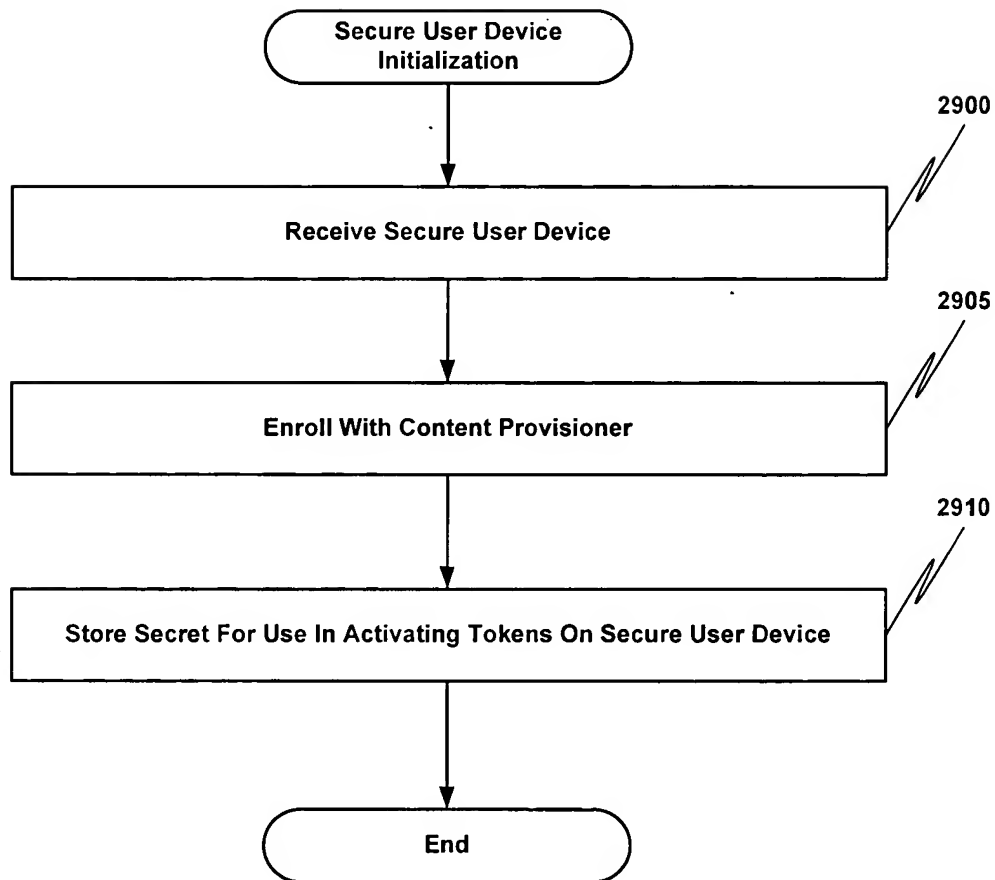 Secure User Device
Initialization
2900
Receive Secure User Device
2905
Enroll With Content Provisioner
2910
Store Secret For Use In Activating Tokens On Secure User Device
End